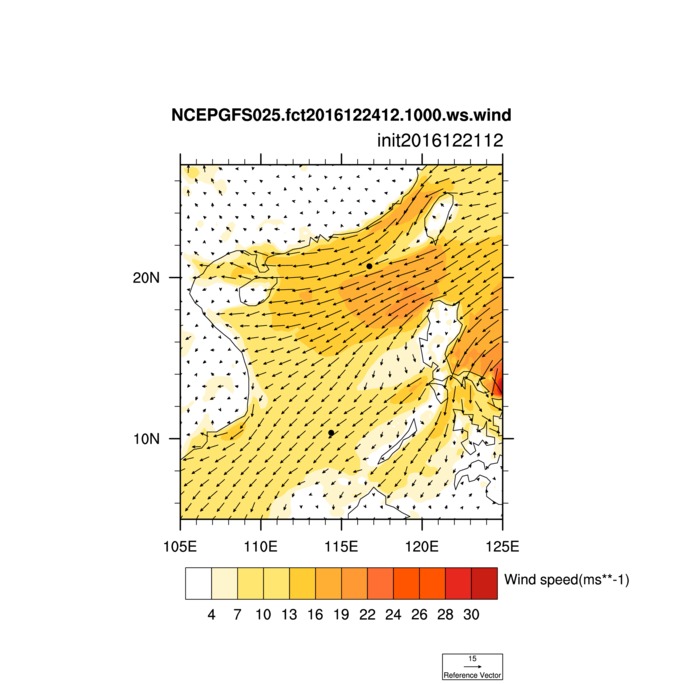 NCEPGFS025.fct2016122412.1000.ws.wind
init2016122112
20N
10N
105E 110E 115E 120E 125E
Wind speed(ms**-1)
4 7 10 13 16 19 22 24 26 28 30
15
Reference Vector